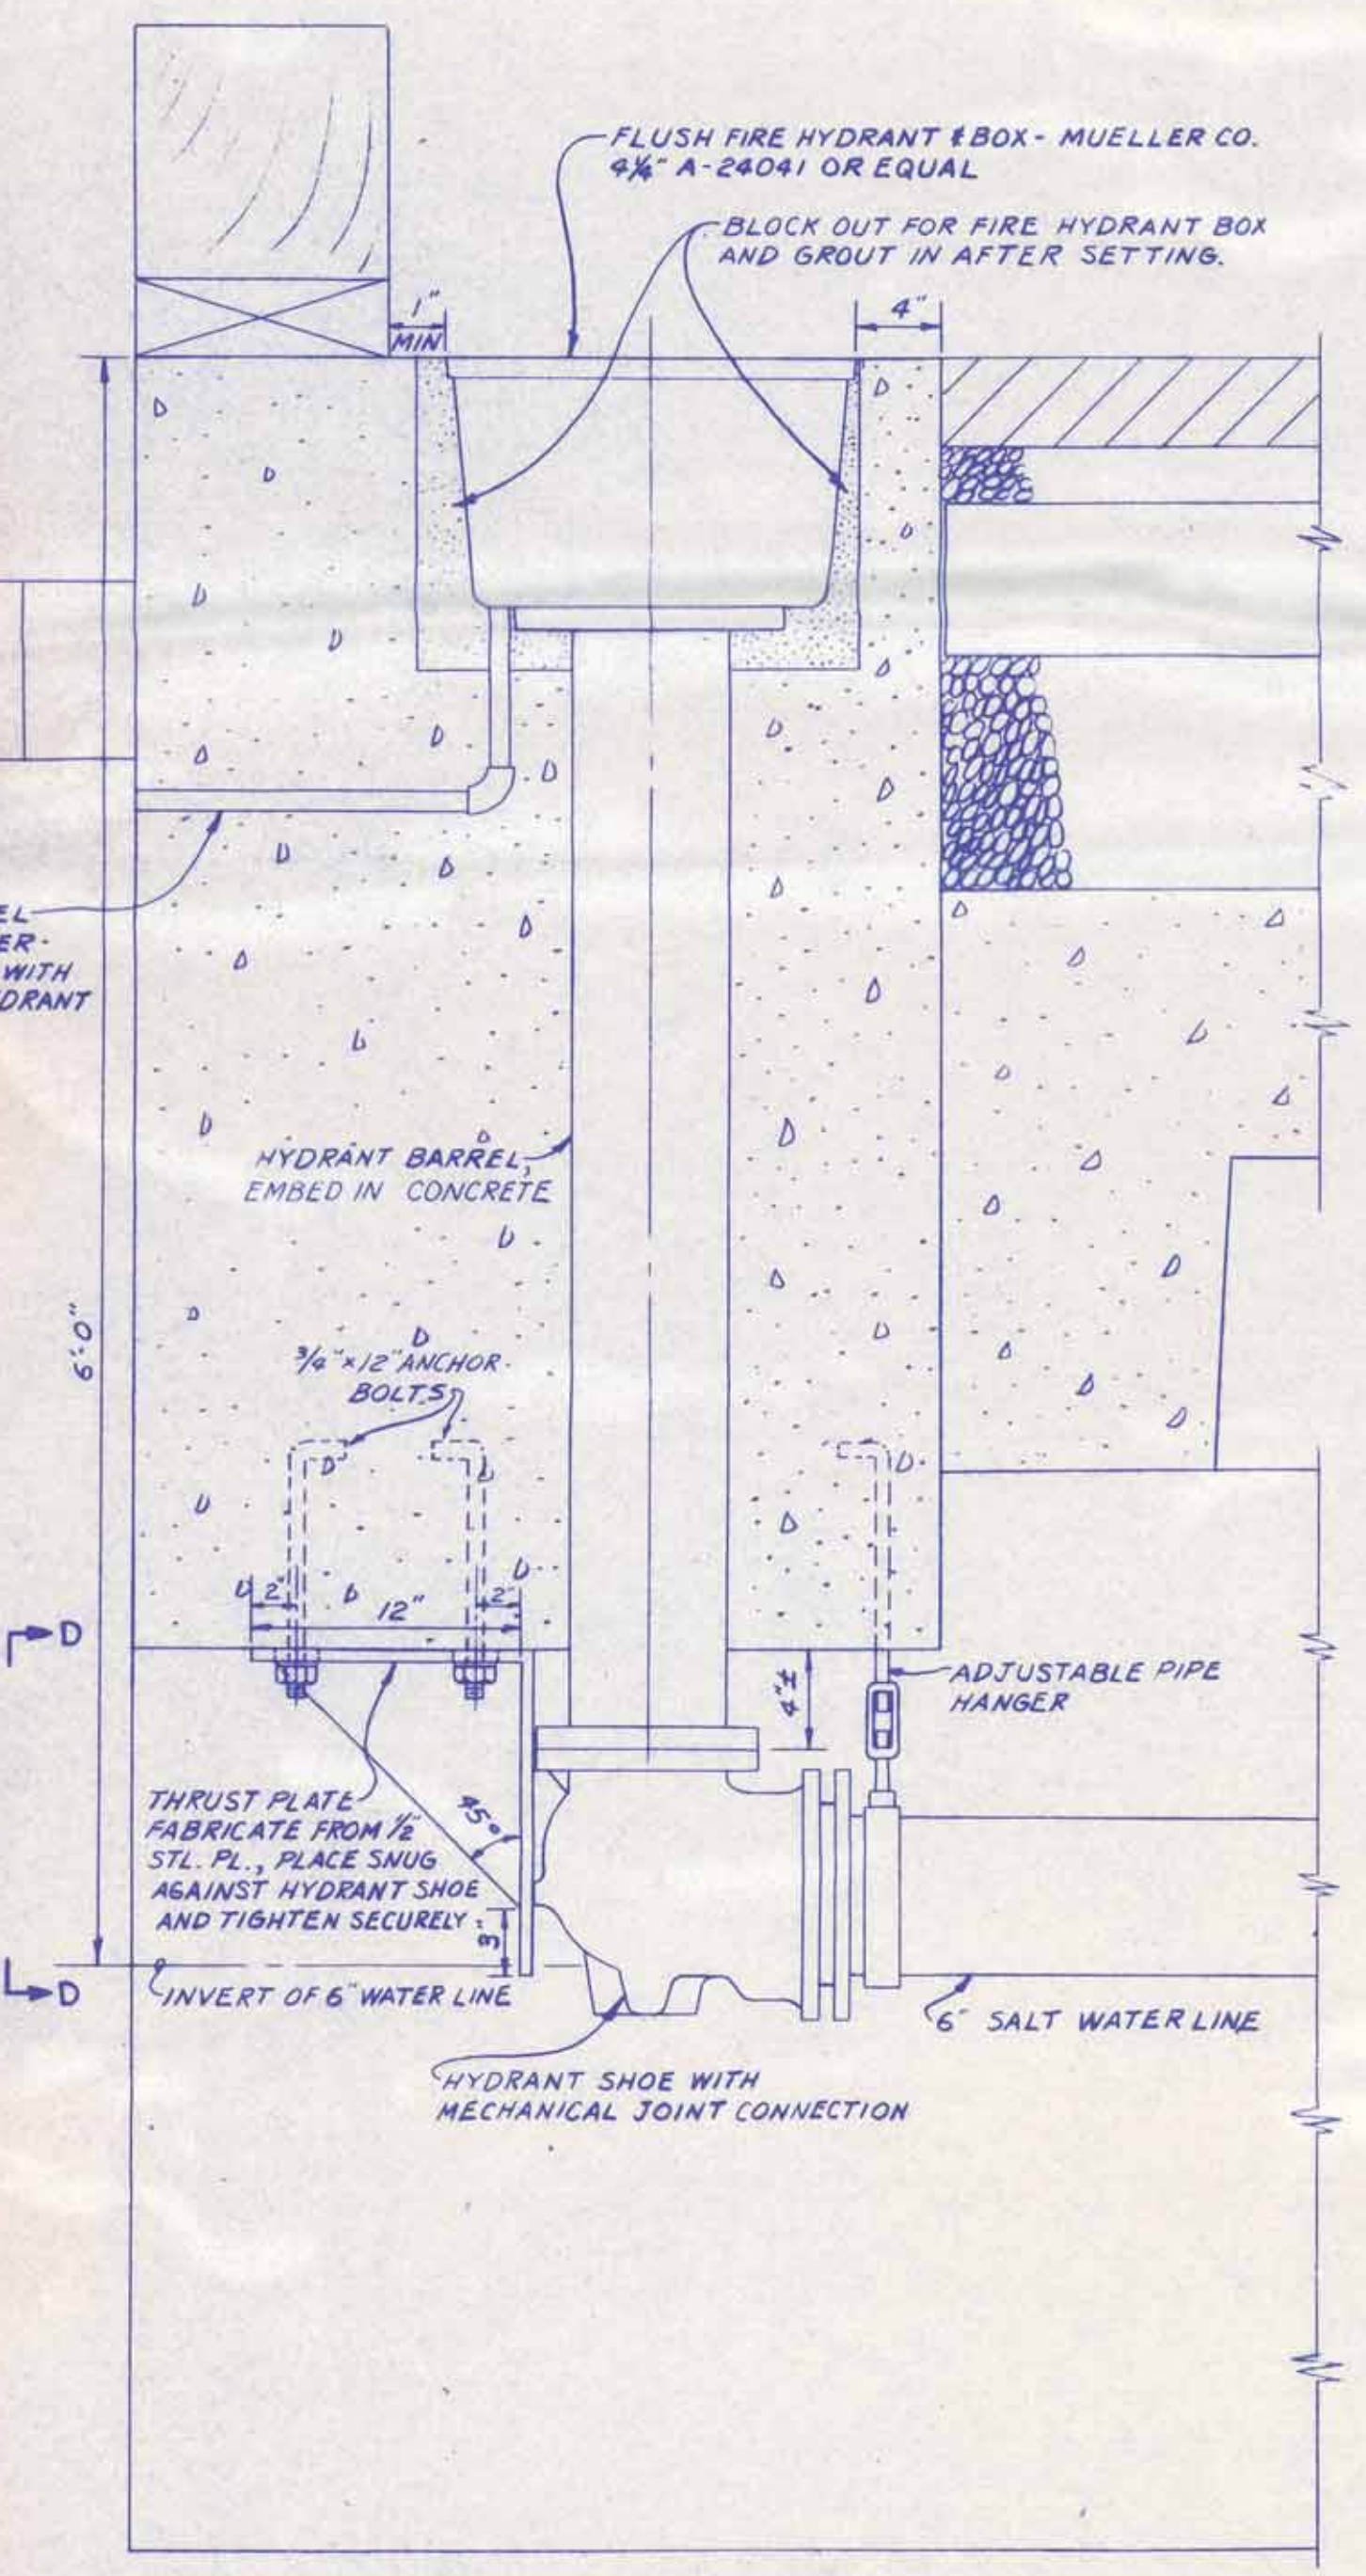 FLUSH FIRE HYDRANT & BOX - MUELLER CO.
4¼" A-24041 OR EQUAL
BLOCK OUT FOR FIRE HYDRANT BOX
AND GROUT IN AFTER SETTING.
1"
MIN
4"
WITH
HYDRANT BARREL,
EMBED IN CONCRETE
6'-0"
3/4" x 12" ANCHOR
BOLTS
2"
12"
2"
D
4"±
ADJUSTABLE PIPE
HANGER
THRUST PLATE
FABRICATE FROM 1/2"
STL. PL., PLACE SNUG
AGAINST HYDRANT SHOE
AND TIGHTEN SECURELY.
45°
3
D
INVERT OF 6" WATER LINE
6" SALT WATER LINE
HYDRANT SHOE WITH
MECHANICAL JOINT CONNECTION